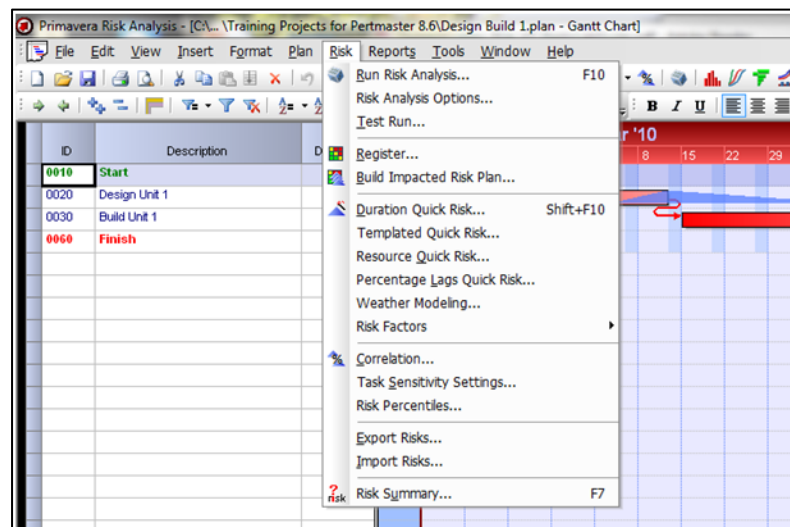 Primavera Risk Analysis - [C:\... \Training Projects for Pertmaster 8.6\Design Build 1.plan - Gantt Chart]
File Edit View Insert Format Plan Risk Reports Tools Window Help
Run Risk Analysis... F10
Risk Analysis Options...
B I U
Test Run...
r '10
ID Description D
8 15 22 29
Register...
0010 Start
Build Impacted Risk Plan...
0020 Design Unit 1
Duration Quick Risk... Shift+F10
0030 Build Unit 1
Templated Quick Risk...
0060 Finish
Resource Quick Risk...
Percentage Lags Quick Risk...
Weather Modeling...
Risk Factors
Correlation...
Task Sensitivity Settings...
Risk Percentiles...
Export Risks...
Import Risks...
? risk Risk Summary... F7